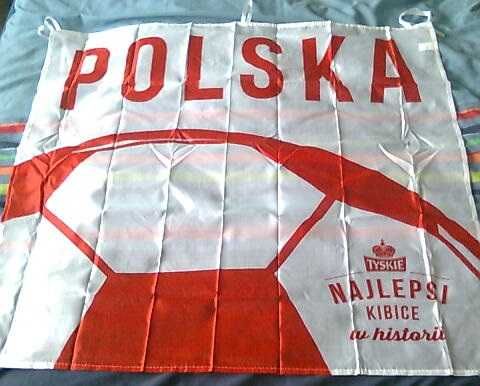 POLSKA
TYSKIE
NAJLEPSI
KIBICE
w historii